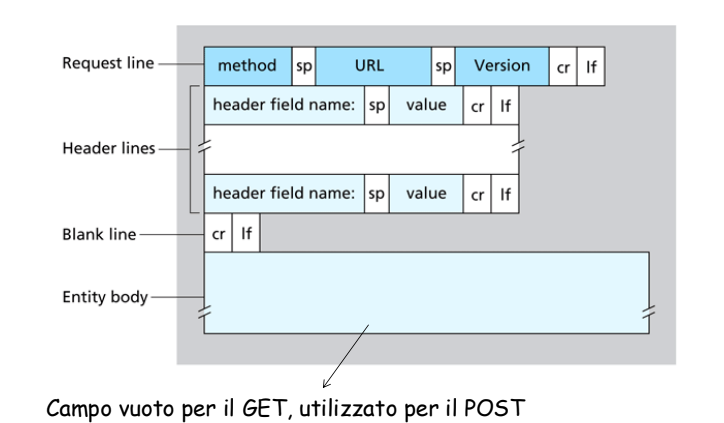 Request line method sp URL sp Version cr lf
header field name: sp value cr lf
Header lines
header field name: sp value cr lf
Blank line cr lf
Entity body
Campo vuoto per il GET, utilizzato per il POST